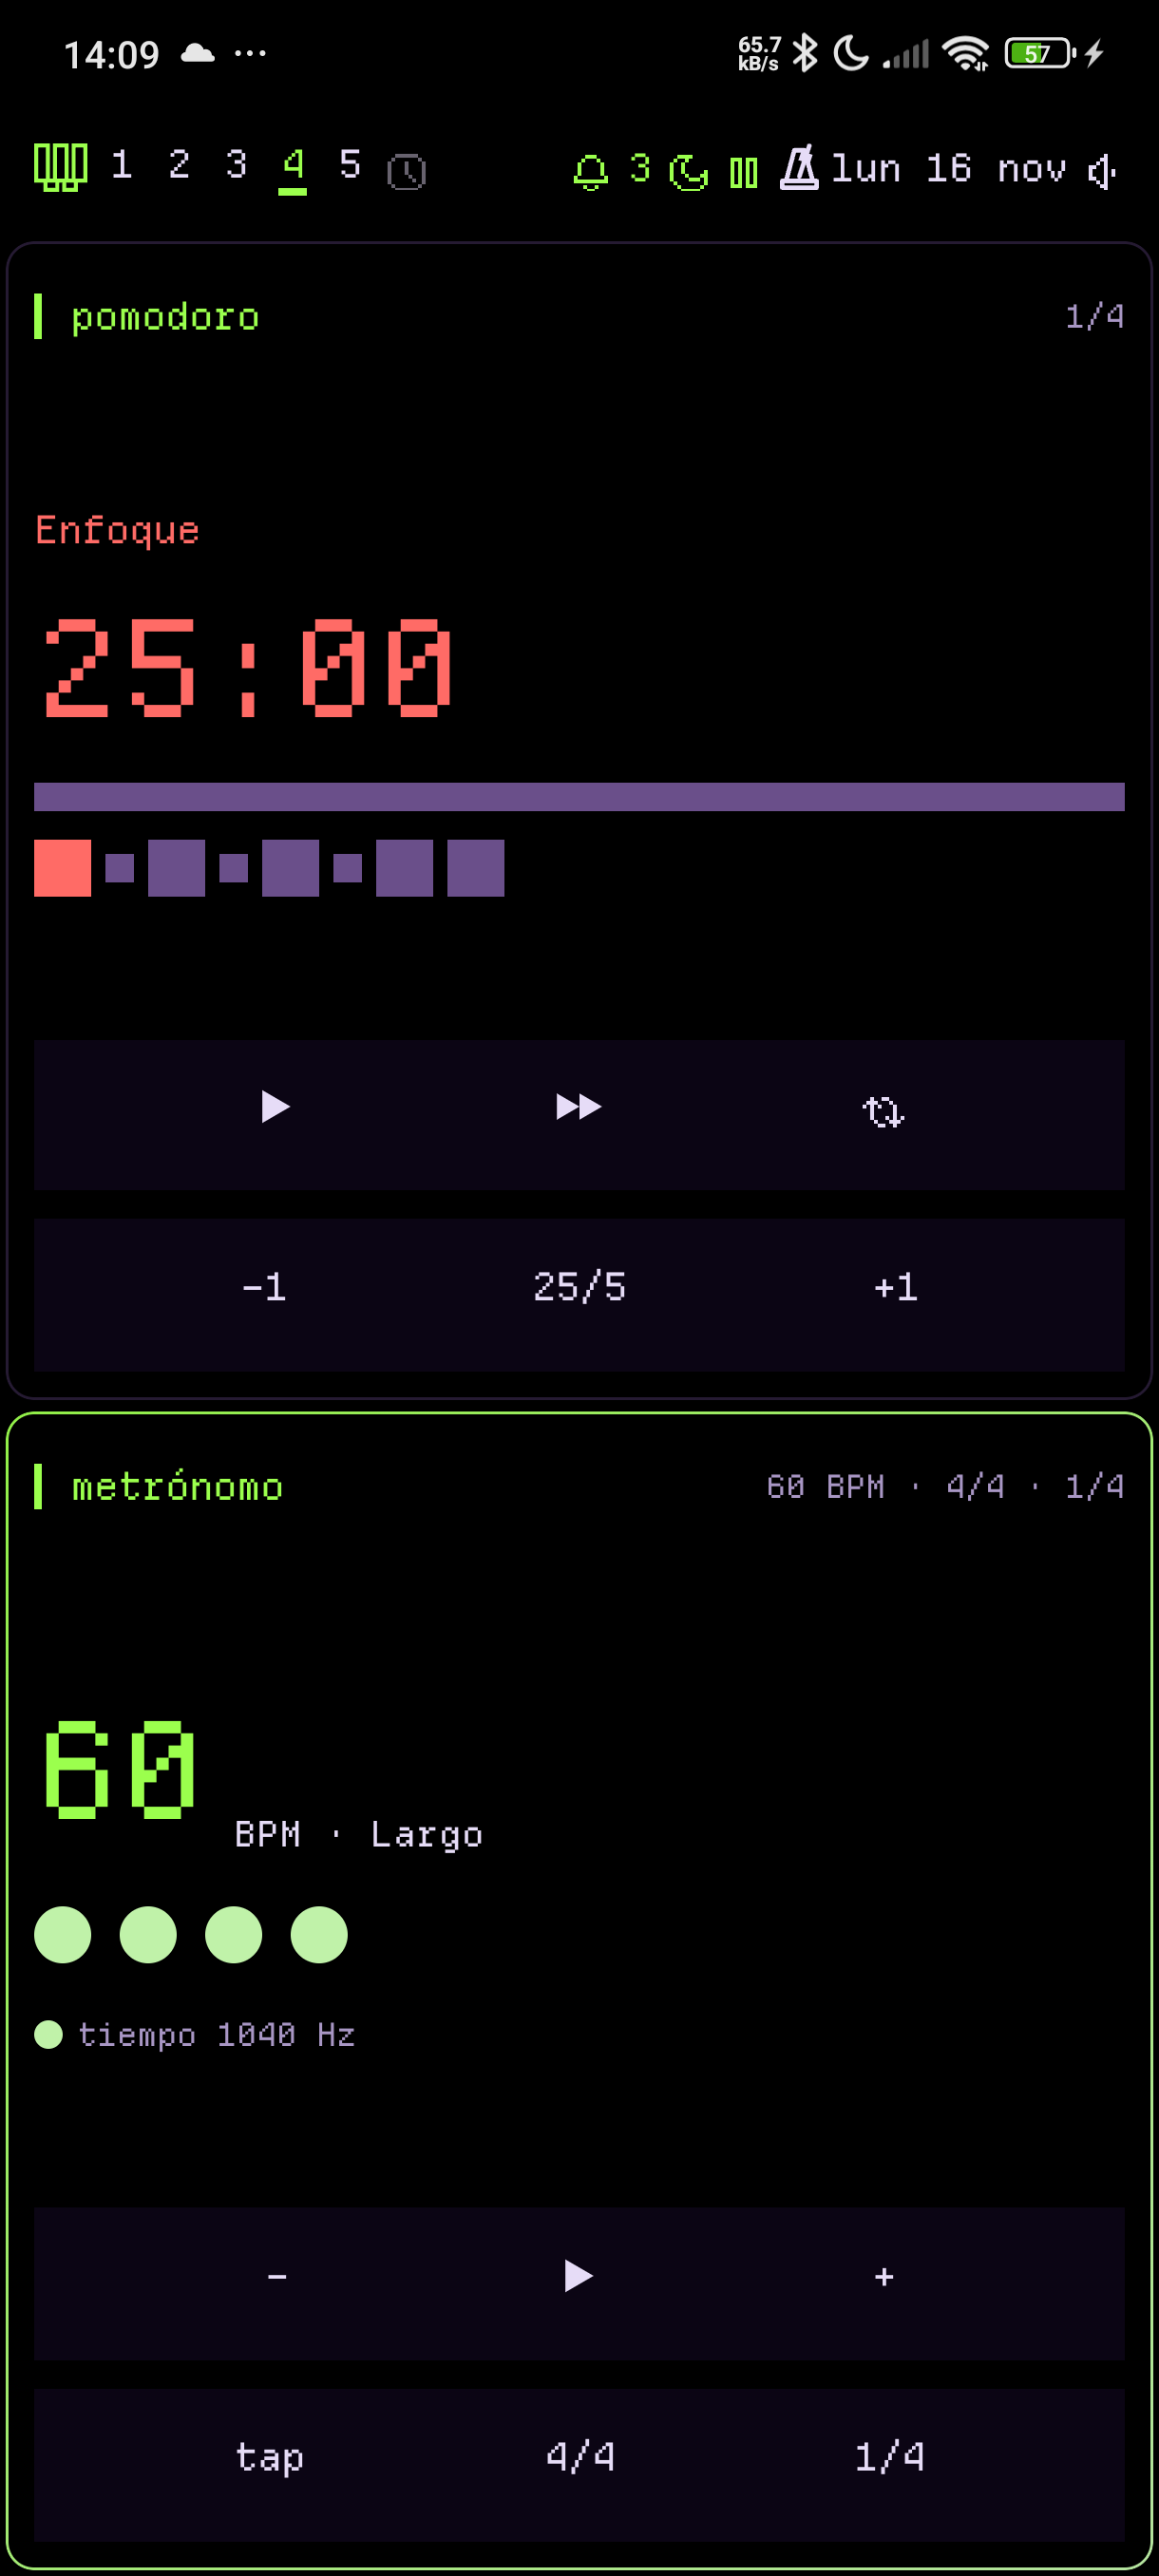 14:09 ... 65.7 kB/s 57
1 2 3 4 5 3 lun 16 nov
pomodoro 1/4
Enfoque
25:00
-1 25/5 +1
metrónomo 60 BPM · 4/4 · 1/4
60 BPM · Largo
tiempo 1040 Hz
- +
tap 4/4 1/4